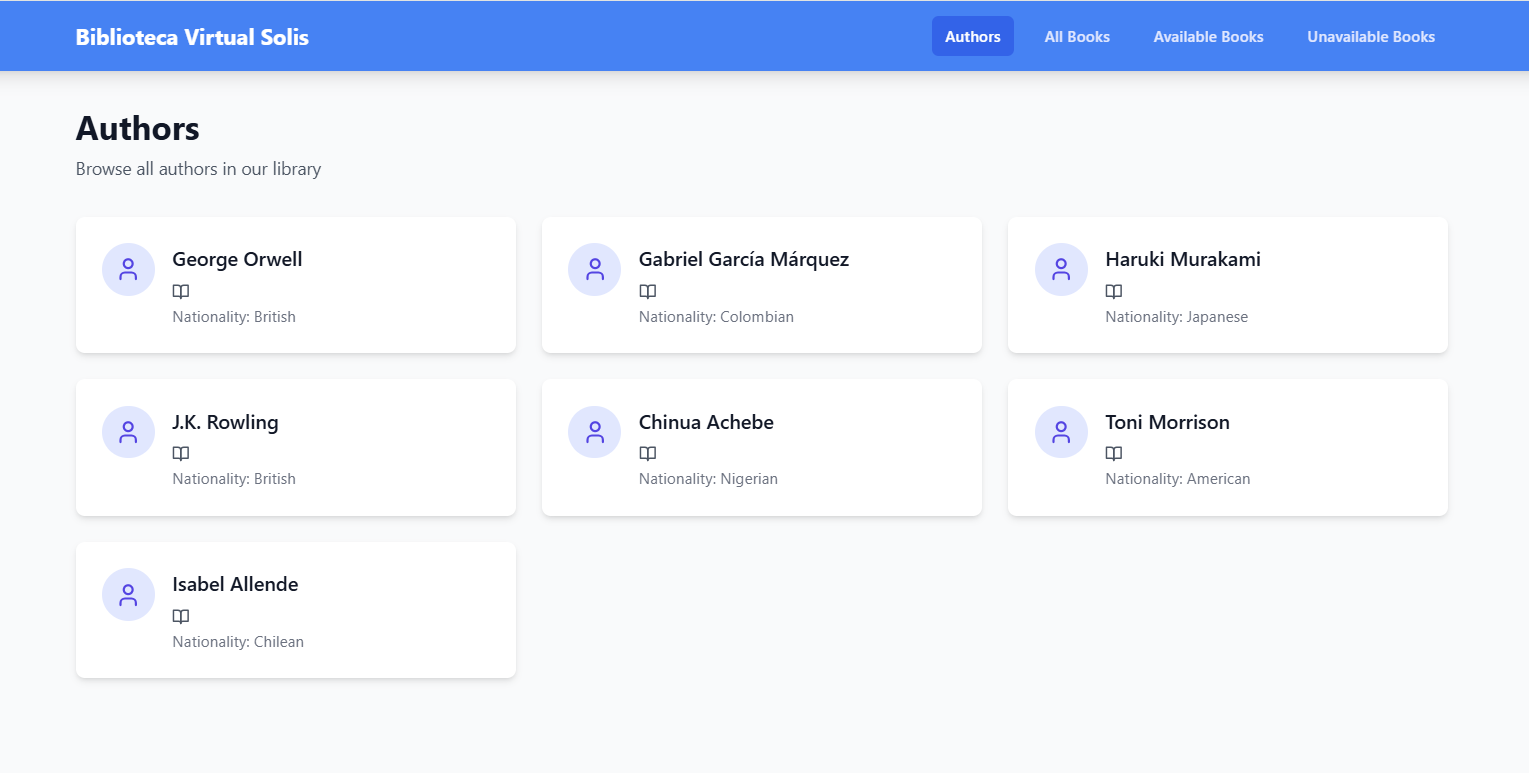 Biblioteca Virtual Solis
Authors
All Books
Available Books
Unavailable Books
Authors
Browse all authors in our library
George Orwell
Nationality: British
Gabriel García Márquez
Nationality: Colombian
Haruki Murakami
Nationality: Japanese
J.K. Rowling
Nationality: British
Chinua Achebe
Nationality: Nigerian
Toni Morrison
Nationality: American
Isabel Allende
Nationality: Chilean